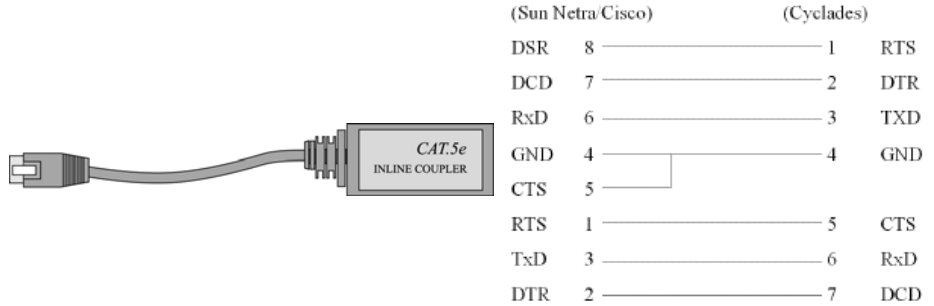 (Sun Netra/Cisco) (Cyclades)
DSR 8 1 RTS
DCD 7 2 DTR
RxD 6 3 TXD
GND 4 4 GND
CTS 5
RTS 1 5 CTS
TxD 3 6 RxD
DTR 2 7 DCD
CAT.5e
INLINE COUPLER